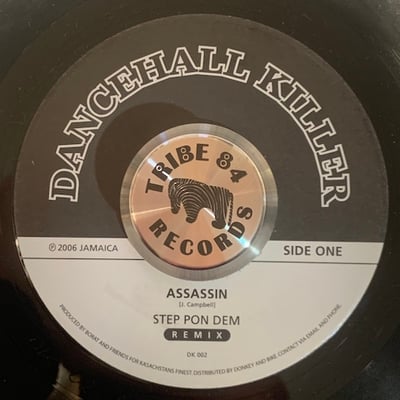 DANCEHALL KILLER
TRIBE 84
RECORDS
℗ 2006 JAMAICA
SIDE ONE
ASSASSIN
[J. Campbell]
STEP PON DEM
REMIX
DK 002
PRODUCED BY BORAT AND FRIENDS FOR KASACHSTANS FINEST. DISTRIBUTED BY DONKEY AND BIKE. CONTACT VIA EMAIL AND PHONE.